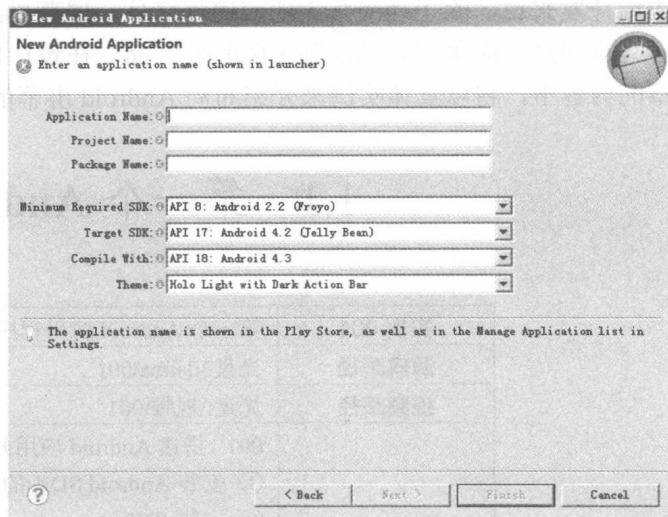 New Android Application
New Android Application
Enter an application name (shown in launcher)
Application Name:
Project Name:
Package Name:
Minimum Required SDK: API 8: Android 2.2 (Froyo)
Target SDK: API 17: Android 4.2 (Jelly Bean)
Compile With: API 18: Android 4.3
Theme: Holo Light with Dark Action Bar
The application name is shown in the Play Store, as well as in the Manage Application list in
Settings.
< Back
Next >
Finish
Cancel